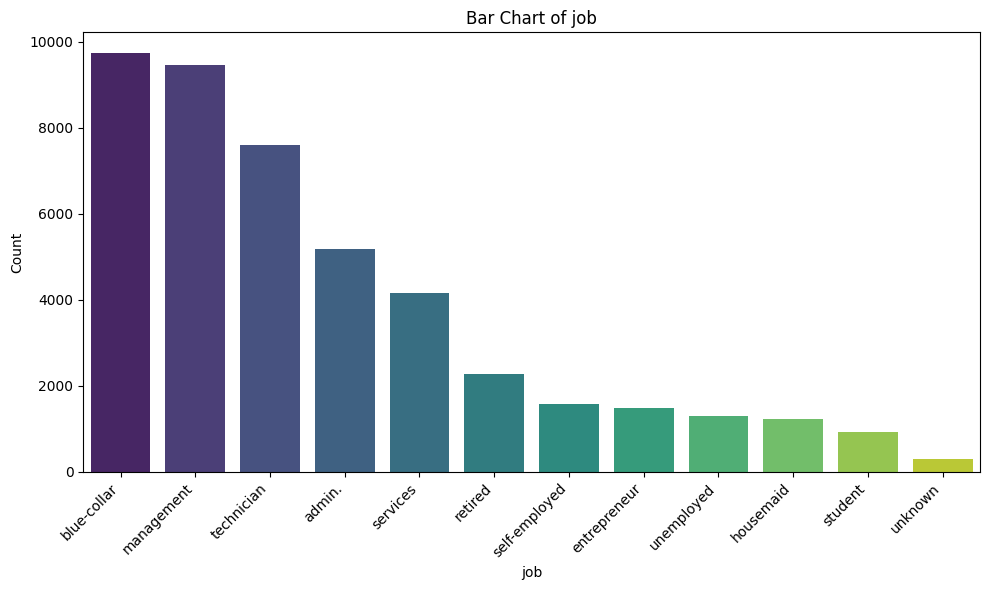 Bar Chart of job
Count
10000
8000
6000
4000
2000
0
blue-collar
management
technician
admin.
services
retired
self-employed
entrepreneur
unemployed
housemaid
student
unknown
job